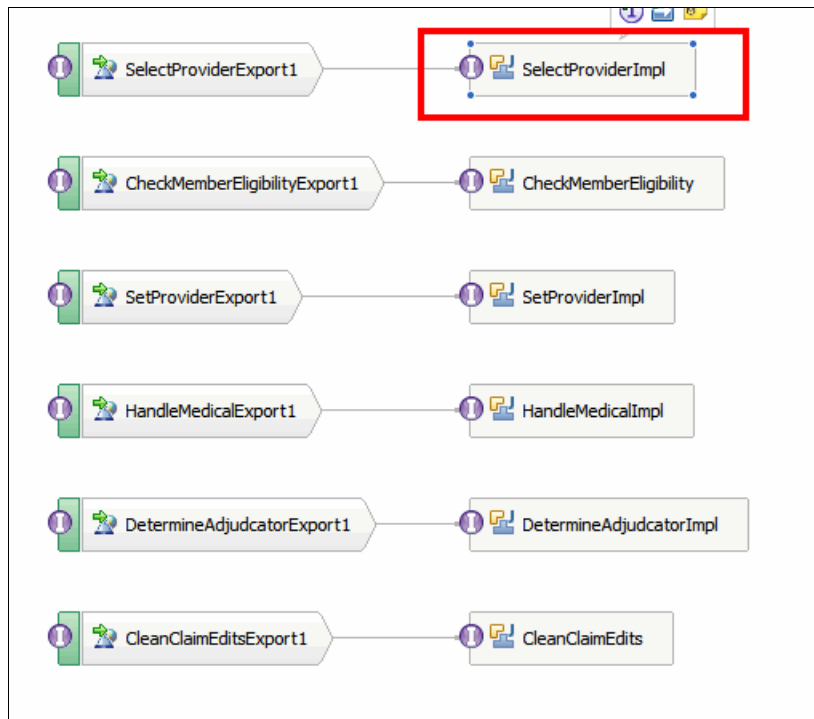 SelectProviderExport1 SelectProviderImpl
CheckMemberEligibilityExport1 CheckMemberEligibility
SetProviderExport1 SetProviderImpl
HandleMedicalExport1 HandleMedicalImpl
DetermineAdjudcatorExport1 DetermineAdjudcatorImpl
CleanClaimEditsExport1 CleanClaimEdits